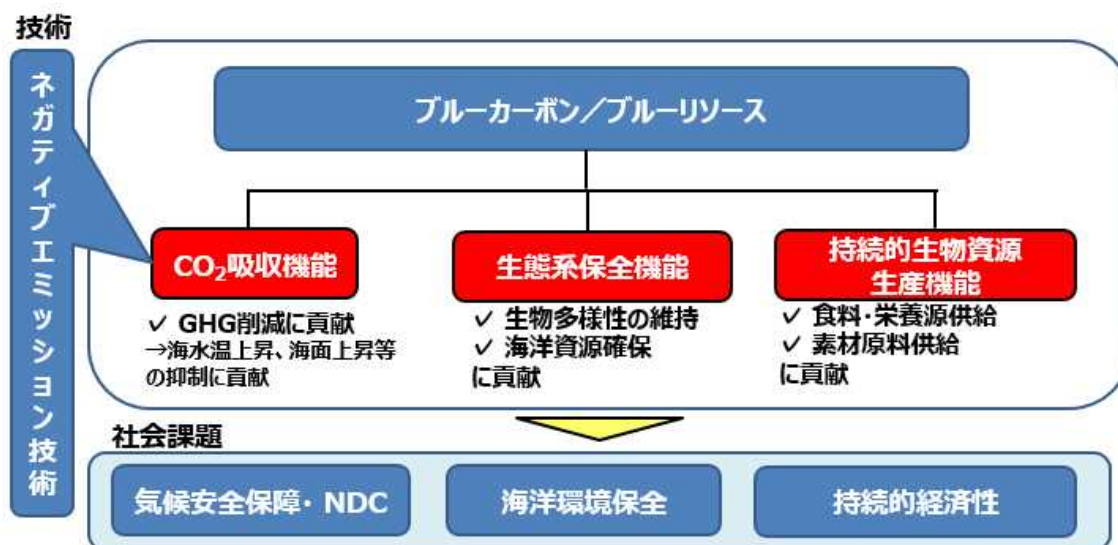 技術
ネガティブエミッション技術
ブルーカーボン／ブルーリソース
CO₂吸収機能
✓ GHG削減に貢献
→海水温上昇、海面上昇等
の抑制に貢献
生態系保全機能
✓ 生物多様性の維持
✓ 海洋資源確保
に貢献
持続的生物資源
生産機能
✓ 食料･栄養源供給
✓ 素材原料供給
に貢献
社会課題
気候安全保障・NDC
海洋環境保全
持続的経済性